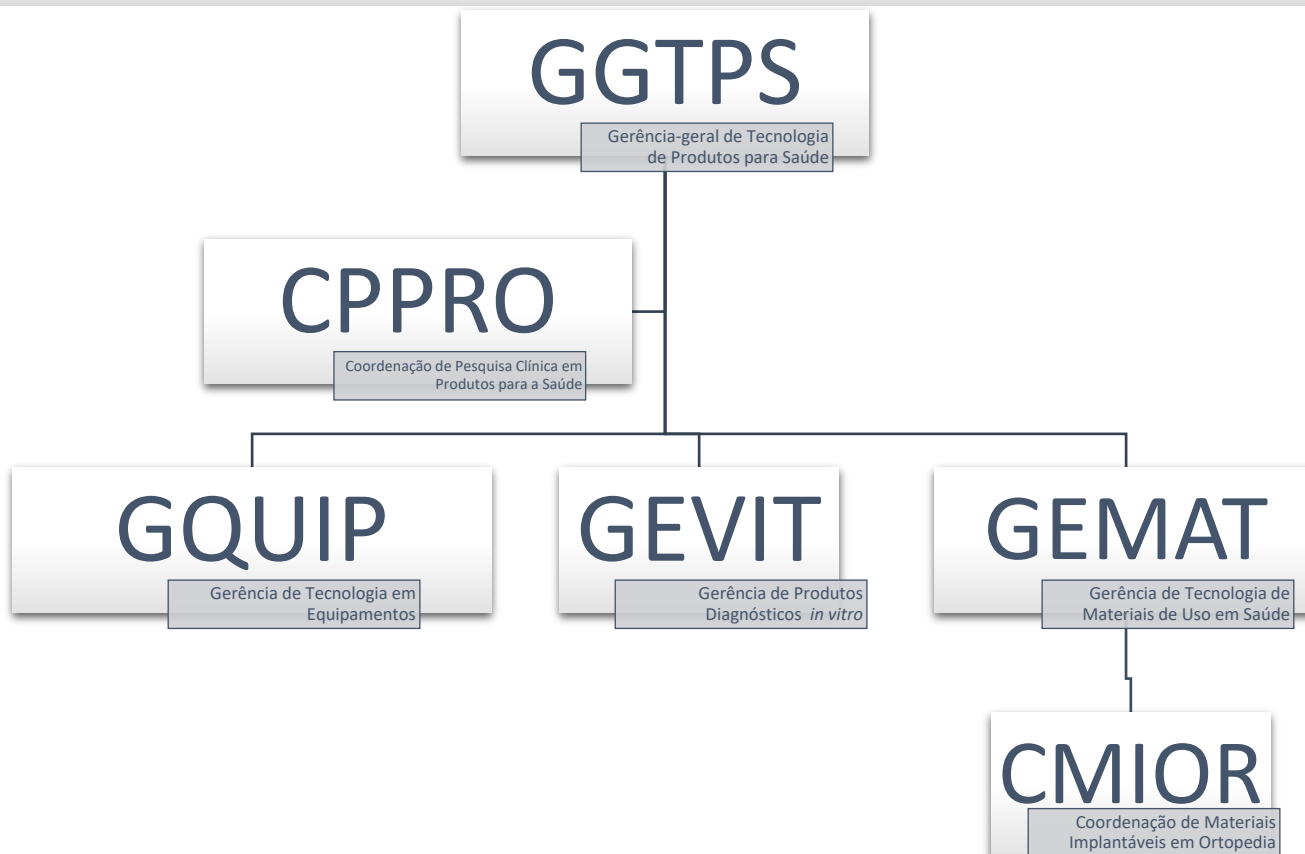 GGTPS
Gerência-geral de Tecnologia
de Produtos para Saúde
CPPRO
Coordenação de Pesquisa Clínica em
Produtos para a Saúde
GQUIP
Gerência de Tecnologia em
Equipamentos
GEVIT
Gerência de Produtos
Diagnósticos in vitro
GEMAT
Gerência de Tecnologia de
Materiais de Uso em Saúde
CMIOR
Coordenação de Materiais
Implantáveis em Ortopedia